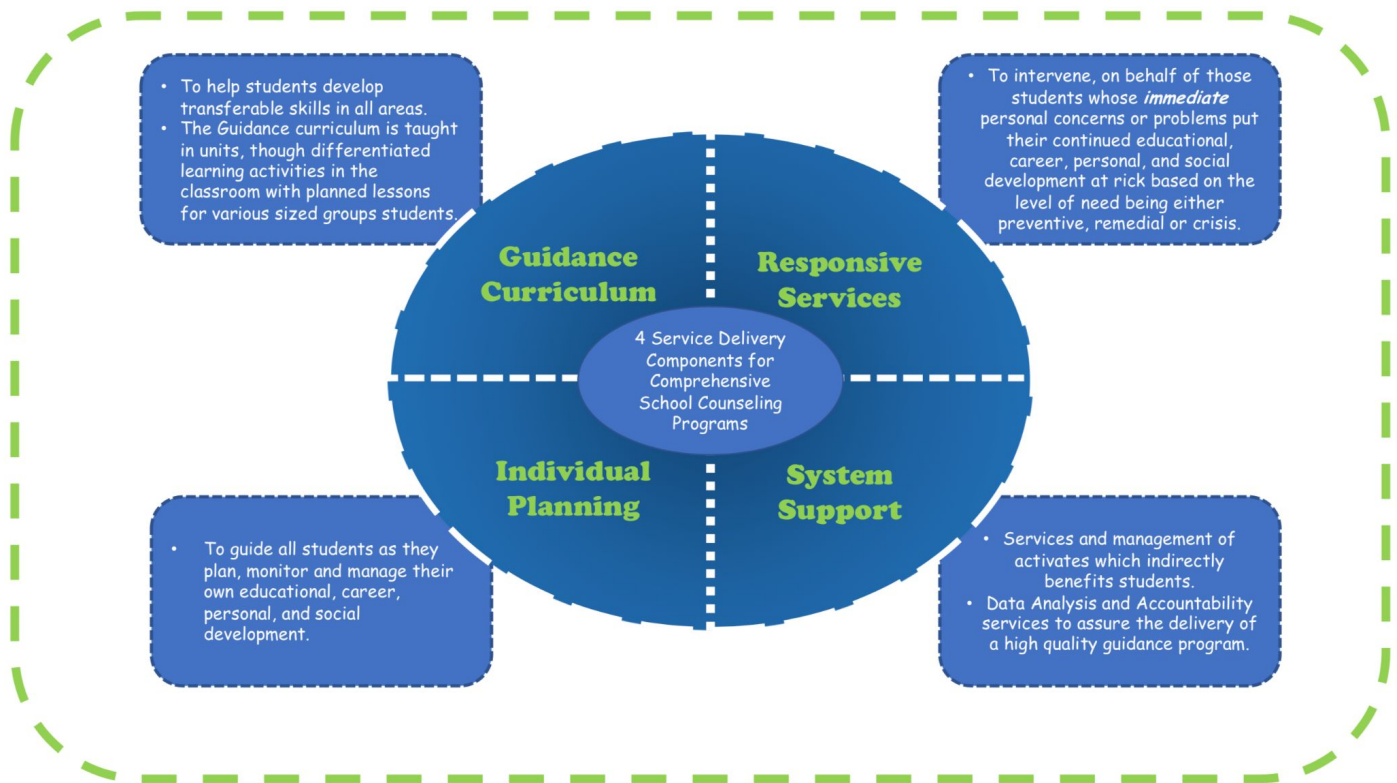 • To help students develop
transferable skills in all areas.
• The Guidance curriculum is taught
in units, though differentiated
learning activities in the
classroom with planned lessons
for various sized groups students.
• To intervene, on behalf of those
students whose immediate
personal concerns or problems put
their continued educational,
career, personal, and social
development at rick based on the
level of need being either
preventive, remedial or crisis.
Guidance
Curriculum
Responsive
Services
4 Service Delivery
Components for
Comprehensive
School Counseling
Programs
Individual
Planning
System
Support
• To guide all students as they
plan, monitor and manage their
own educational, career,
personal, and social
development.
• Services and management of
activates which indirectly
benefits students.
• Data Analysis and Accountability
services to assure the delivery of
a high quality guidance program.